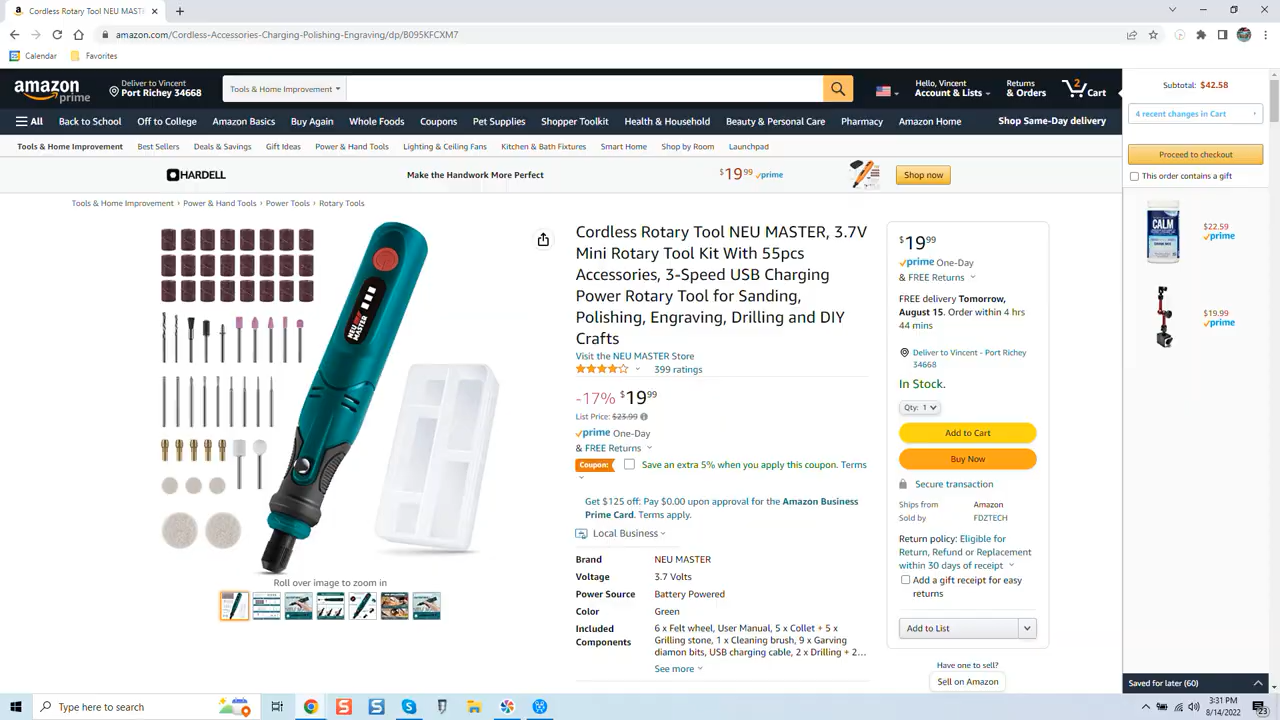 Cordless Rotary Tool NEU MAST
amazon.com/Cordless-Accessories-Charging-Polishing-Engraving/dp/B095KFCXM7
Calendar
Favorites
amazon
prime
Deliver to Vincent
Port Richey 34668
Tools & Home Improvement
Hello, Vincent
Account & Lists
Returns
& Orders
2
Cart
All
Back to School
Off to College
Amazon Basics
Buy Again
Whole Foods
Coupons
Pet Supplies
Shopper Toolkit
Health & Household
Beauty & Personal Care
Pharmacy
Amazon Home
Shop Same-Day delivery
Tools & Home Improvement
Best Sellers
Deals & Savings
Gift Ideas
Power & Hand Tools
Lighting & Ceiling Fans
Kitchen & Bath Fixtures
Smart Home
Shop by Room
Launchpad
HARDELL
Make the Handwork More Perfect
$19.99 prime
Shop now
Tools & Home Improvement › Power & Hand Tools › Power Tools › Rotary Tools
NEU MASTER
Roll over image to zoom in
Cordless Rotary Tool NEU MASTER, 3.7V
Mini Rotary Tool Kit With 55pcs
Accessories, 3-Speed USB Charging
Power Rotary Tool for Sanding,
Polishing, Engraving, Drilling and DIY
Crafts
Visit the NEU MASTER Store
399 ratings
-17% $19 99
List Price: $23.99
prime One-Day
& FREE Returns
Coupon: Save an extra 5% when you apply this coupon. Terms
Get $125 off: Pay $0.00 upon approval for the Amazon Business
Prime Card. Terms apply.
Local Business
Brand NEU MASTER
Voltage 3.7 Volts
Power Source Battery Powered
Color Green
Included
Components
6 x Felt wheel, User Manual, 5 x Collet + 5 x
Grilling stone, 1 x Cleaning brush, 9 x Garving
diamon bits, USB charging cable, 2 x Drilling + 2…
See more
$19 99
prime One-Day
& FREE Returns
FREE delivery Tomorrow,
August 15. Order within 4 hrs
44 mins
Deliver to Vincent - Port Richey
34668
In Stock.
Qty: 1
Add to Cart
Buy Now
Secure transaction
Ships from Amazon
Sold by FDZTECH
Return policy: Eligible for
Return, Refund or Replacement
within 30 days of receipt
Add a gift receipt for easy
returns
Add to List
Have one to sell?
Sell on Amazon
Subtotal: $42.58
4 recent changes in Cart
Proceed to checkout
This order contains a gift
CALM
$22.59
prime
$19.99
prime
Saved for later (60)
Type here to search
3:31 PM
8/14/2022
23